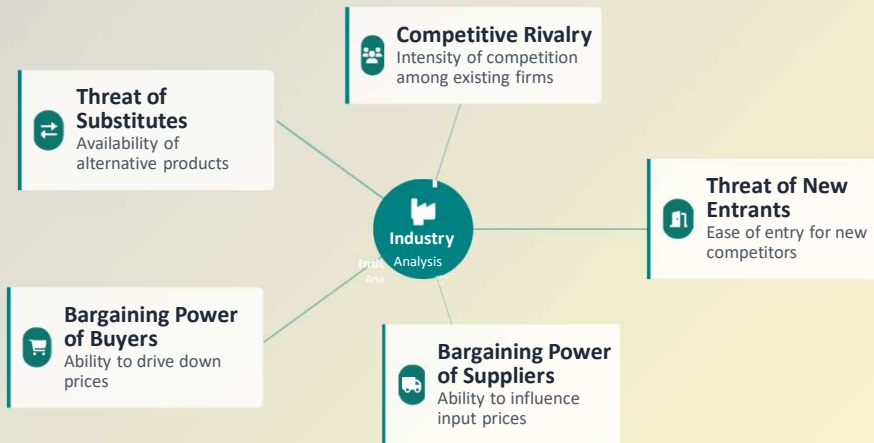 Competitive Rivalry
Intensity of competition
among existing firms
Threat of
Substitutes
Availability of
alternative products
Threat of New
Entrants
Ease of entry for new
competitors
Industry
Analysis
Bargaining Power
of Buyers
Ability to drive down
prices
Bargaining Power
of Suppliers
Ability to influence
input prices